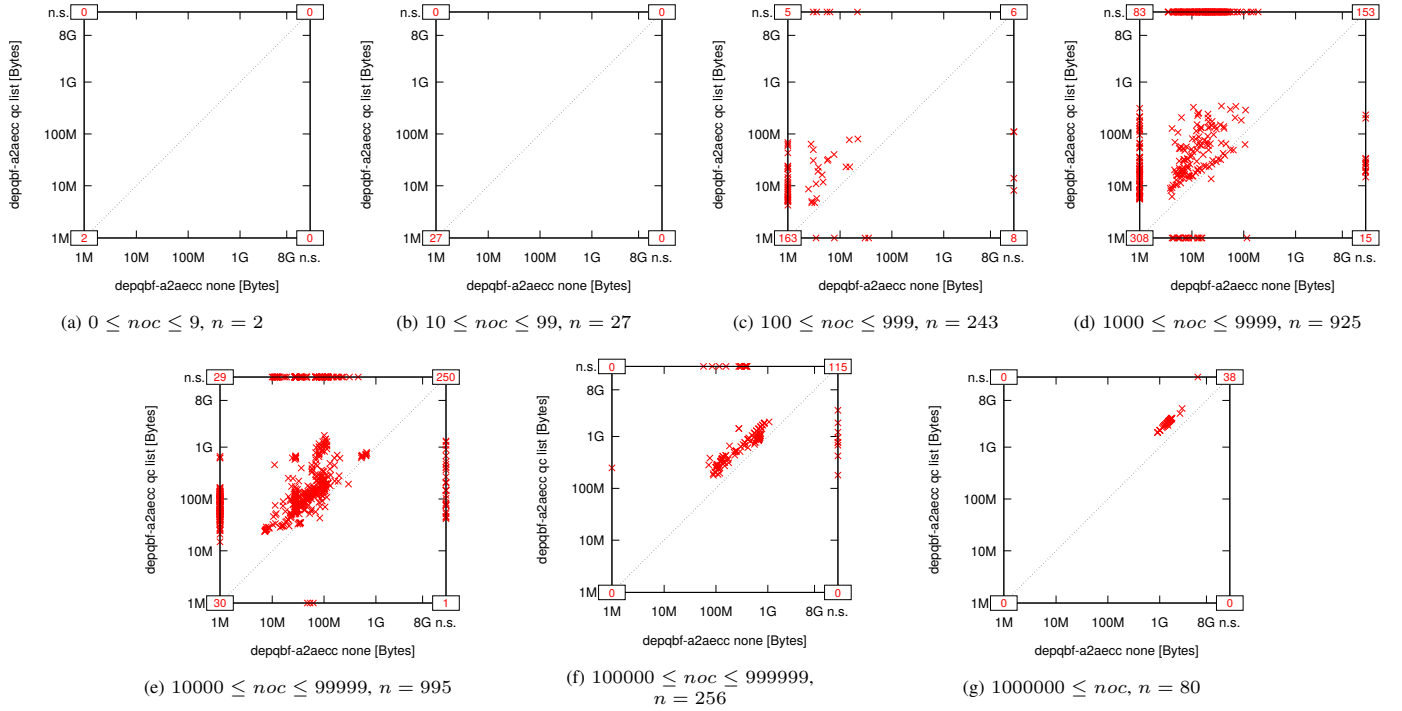 n.s.
0
0
8G
1G
100M
10M
1M
2
0
1M
10M
100M
1G
8G n.s.
depqbf-a2aecc qc list [Bytes]
depqbf-a2aecc none [Bytes]
(a) 0 ≤ noc ≤ 9, n = 2
n.s.
0
0
8G
1G
100M
10M
1M
27
0
1M
10M
100M
1G
8G n.s.
depqbf-a2aecc qc list [Bytes]
depqbf-a2aecc none [Bytes]
(b) 10 ≤ noc ≤ 99, n = 27
n.s.
5
6
8G
1G
100M
10M
1M
163
8
1M
10M
100M
1G
8G n.s.
depqbf-a2aecc qc list [Bytes]
depqbf-a2aecc none [Bytes]
(c) 100 ≤ noc ≤ 999, n = 243
n.s.
83
153
8G
1G
100M
10M
1M
308
15
1M
10M
100M
1G
8G n.s.
depqbf-a2aecc qc list [Bytes]
depqbf-a2aecc none [Bytes]
(d) 1000 ≤ noc ≤ 9999, n = 925
n.s.
29
250
8G
1G
100M
10M
1M
30
1
1M
10M
100M
1G
8G n.s.
depqbf-a2aecc qc list [Bytes]
depqbf-a2aecc none [Bytes]
(e) 10000 ≤ noc ≤ 99999, n = 995
n.s.
0
115
8G
1G
100M
10M
1M
0
0
1M
10M
100M
1G
8G n.s.
depqbf-a2aecc qc list [Bytes]
depqbf-a2aecc none [Bytes]
(f) 100000 ≤ noc ≤ 999999,
n = 256
n.s.
0
38
8G
1G
100M
10M
1M
0
0
1M
10M
100M
1G
8G n.s.
depqbf-a2aecc qc list [Bytes]
depqbf-a2aecc none [Bytes]
(g) 1000000 ≤ noc, n = 80